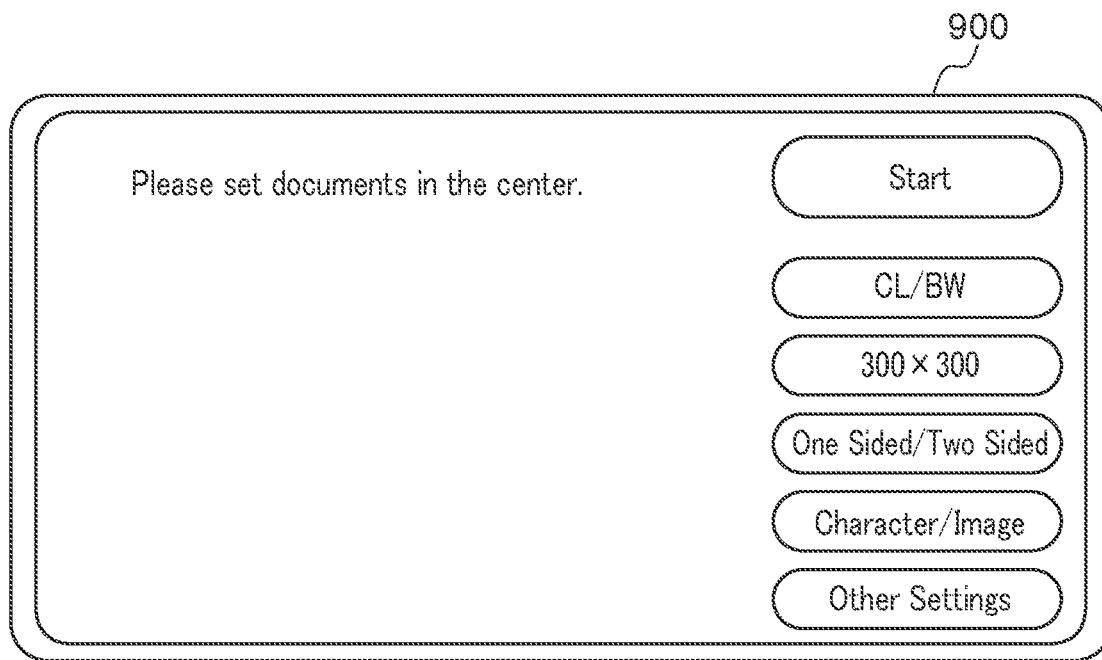 900
Please set documents in the center.
Start
CL/BW
300×300
One Sided/Two Sided
Character/Image
Other Settings